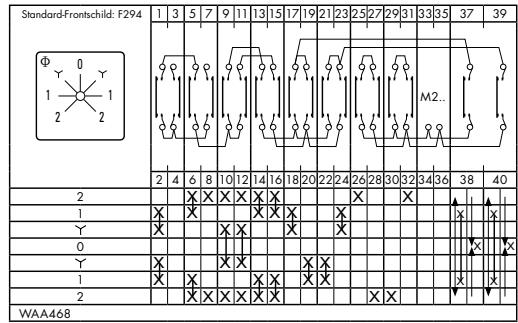 Standard-Frontschild: F294 1 3 5 7 9 11 13 15 17 19 21 23 25 27 29 31 33 35 37 39
Φ 0
Y Y
1 1
2 2
M2..
2 4 6 8 10 12 14 16 18 20 22 24 26 28 30 32 34 36 38 40
2 X X X X X X X X
1 X X X X X X X X
Y X X X X X
0 X X
Y X X X X X
1 X X X X X X X X
2 X X X X X X X X
WAA468